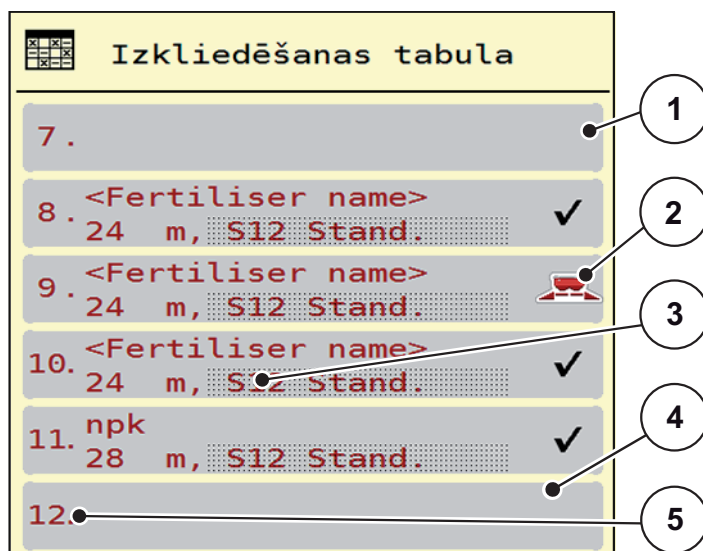 Izkliedēšanas tabula
7.
1
8. <Fertiliser name>
24 m, S12 Stand.
2
9. <Fertiliser name>
24 m, S12 Stand.
3
10. <Fertiliser name>
24 m, S12 Stand.
4
11. npk
28 m, S12 Stand.
12.
5